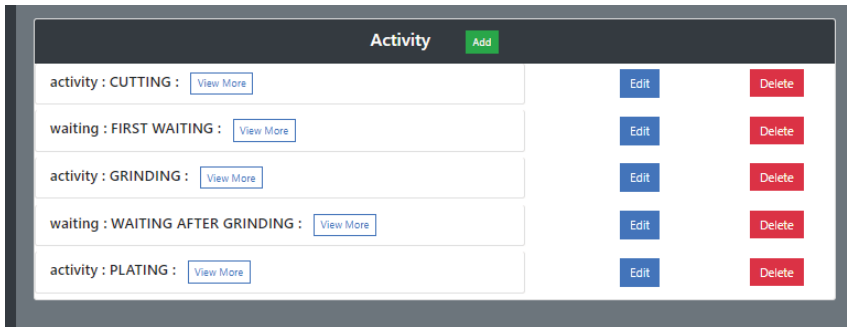 Activity Add
activity : CUTTING : View More Edit Delete
waiting : FIRST WAITING : View More Edit Delete
activity : GRINDING : View More Edit Delete
waiting : WAITING AFTER GRINDING : View More Edit Delete
activity : PLATING : View More Edit Delete